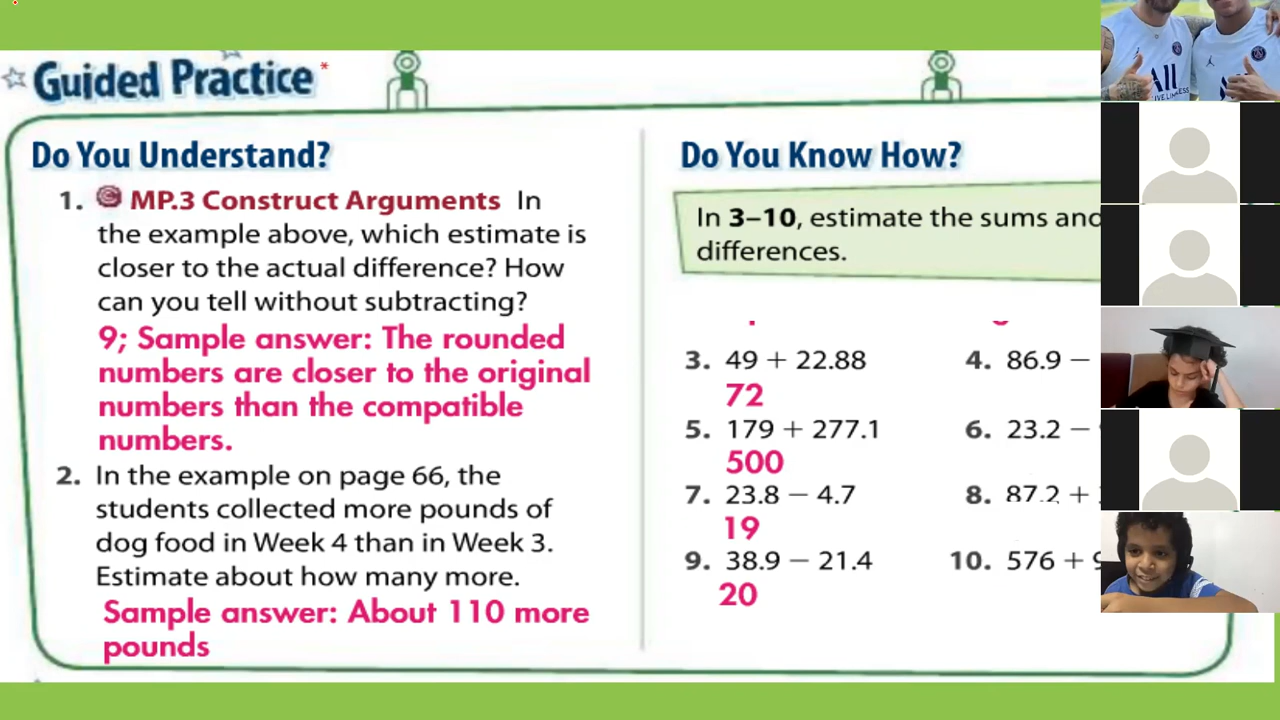 Guided Practice *
Do You Understand?
1. MP.3 Construct Arguments In
the example above, which estimate is
closer to the actual difference? How
can you tell without subtracting?
9; Sample answer: The rounded
numbers are closer to the original
numbers than the compatible
numbers.
2. In the example on page 66, the
students collected more pounds of
dog food in Week 4 than in Week 3.
Estimate about how many more.
Sample answer: About 110 more
pounds
Do You Know How?
In 3–10, estimate the sums and
differences.
3. 49 + 22.88
72
4. 86.9 −
5. 179 + 277.1
500
6. 23.2 −
7. 23.8 − 4.7
19
8. 87.2 +
9. 38.9 − 21.4
20
10. 576 + 9